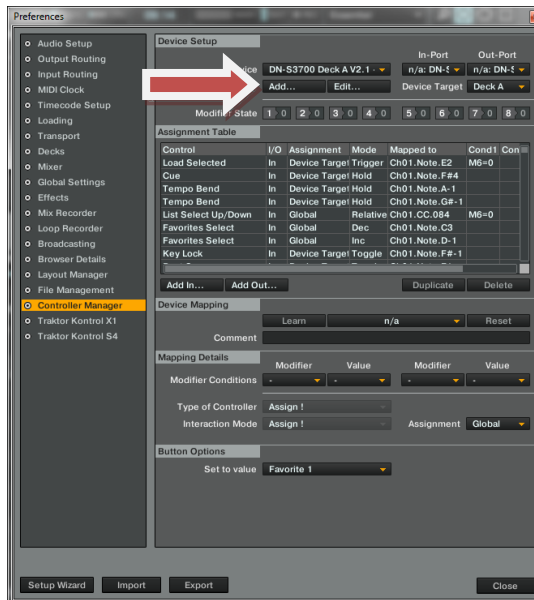 Preferences
Audio Setup
Output Routing
Input Routing
MIDI Clock
Timecode Setup
Loading
Transport
Decks
Mixer
Global Settings
Effects
Mix Recorder
Loop Recorder
Broadcasting
Browser Details
Layout Manager
File Management
Controller Manager
Traktor Kontrol X1
Traktor Kontrol S4
Device Setup
In-Port Out-Port
DN-S3700 Deck A V2.1 - n/a: DN-S n/a: DN-S
Add... Edit... Device Target Deck A
Modifier State 1 0 2 0 3 0 4 0 5 0 6 0 7 0 8 0
Assignment Table
Control I/O Assignment Mode Mapped to Cond1 Con
Load Selected In Device Target Trigger Ch01.Note.E2 M6=0
Cue In Device Target Hold Ch01.Note.F#4
Tempo Bend In Device Target Hold Ch01.Note.A-1
Tempo Bend In Device Target Hold Ch01.Note.G#-1
List Select Up/Down In Global Relative Ch01.CC.084 M6=0
Favorites Select In Global Dec Ch01.Note.C3
Favorites Select In Global Inc Ch01.Note.D-1
Key Lock In Device Target Toggle Ch01.Note.F#-1
Add In... Add Out... Duplicate Delete
Device Mapping
Learn n/a Reset
Comment
Mapping Details
Modifier Value Modifier Value
Modifier Conditions - - - -
Type of Controller Assign !
Interaction Mode Assign ! Assignment Global
Button Options
Set to value Favorite 1
Setup Wizard Import Export Close